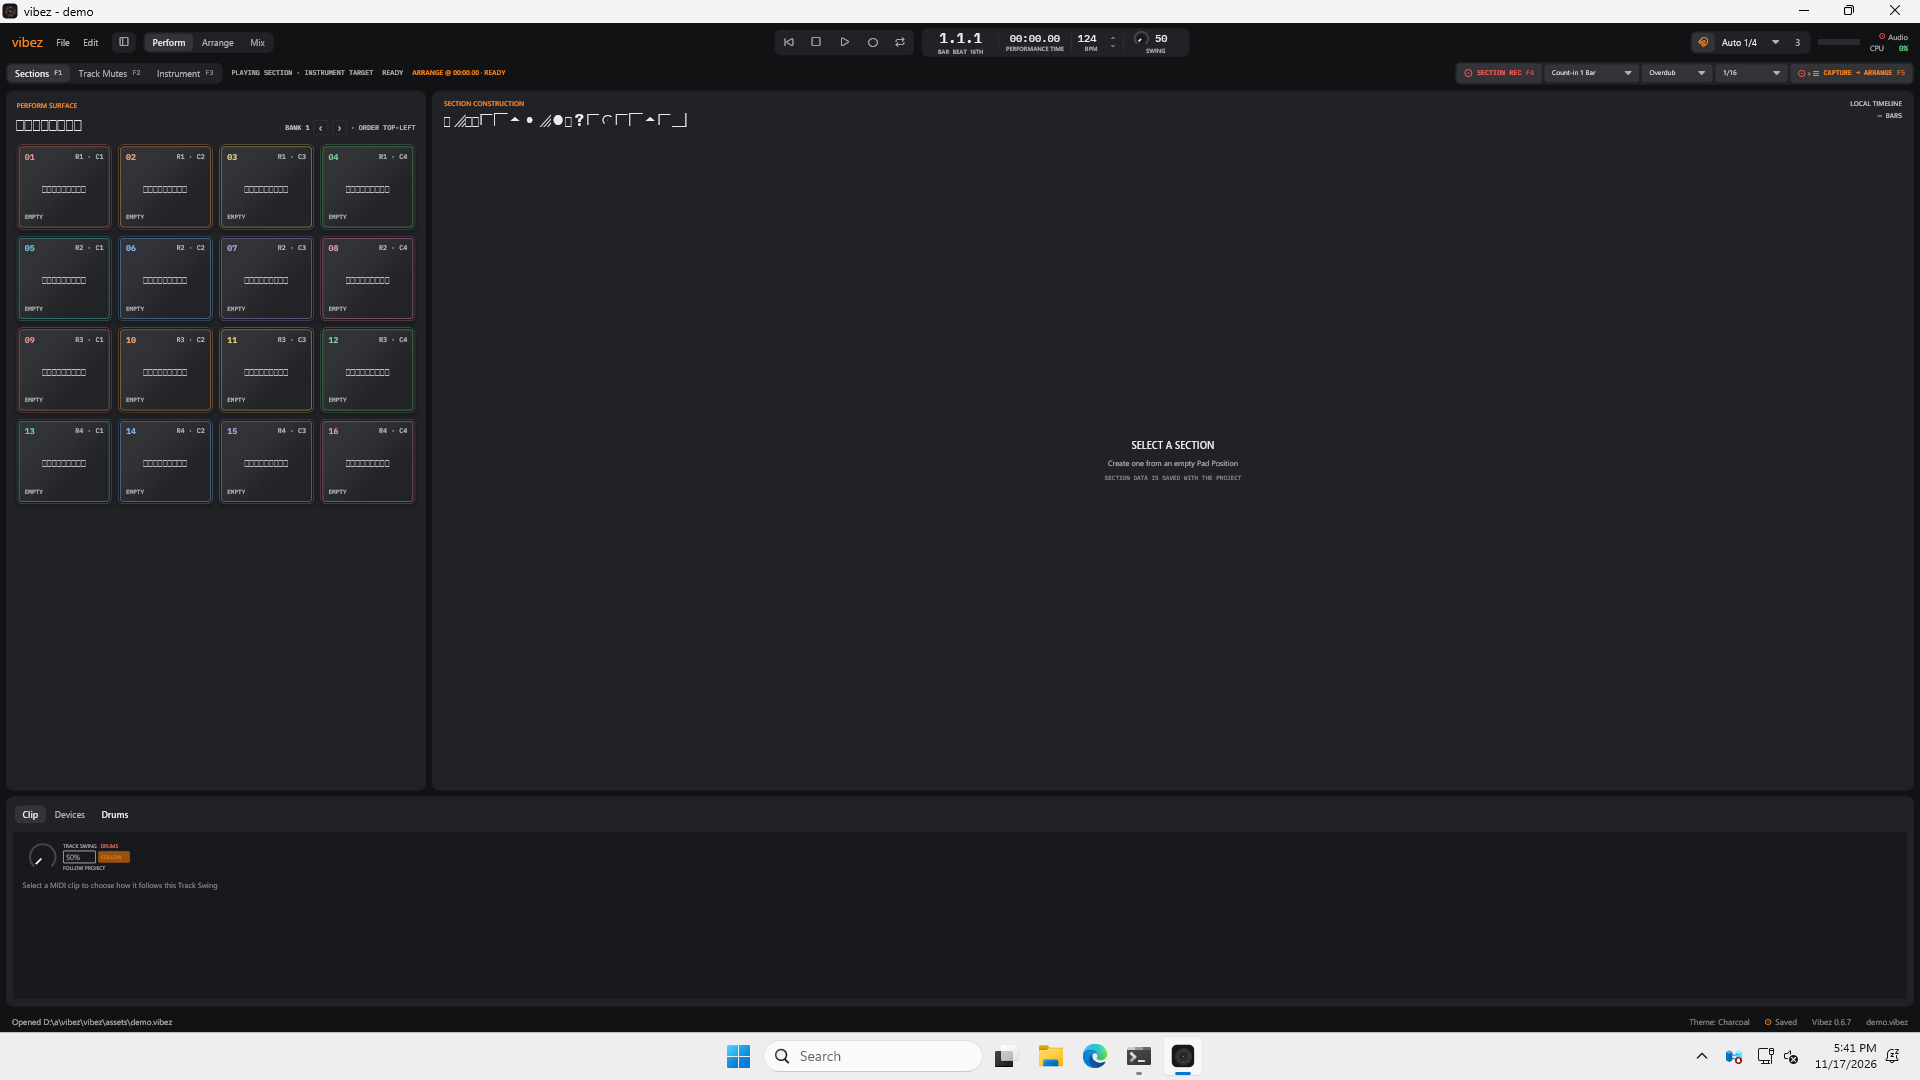 vibez - demo
vibez File Edit Perform Arrange Mix
1.1.1 00:00.00 124 50
BAR BEAT 16TH PERFORMANCE TIME BPM SWING
Auto 1/4 3 Audio
CPU 0%
Sections F1 Track Mutes F2 Instrument F3 PLAYING SECTION · INSTRUMENT TARGET READY ARRANGE @ 00:00.00 · READY
SECTION REC F4 Count-in 1 Bar Overdub 1/16 CAPTURE → ARRANGE F5
PERFORM SURFACE
BANK 1 ‹ › · ORDER TOP-LEFT
01 R1 · C1 02 R1 · C2 03 R1 · C3 04 R1 · C4
EMPTY EMPTY EMPTY EMPTY
05 R2 · C1 06 R2 · C2 07 R2 · C3 08 R2 · C4
EMPTY EMPTY EMPTY EMPTY
09 R3 · C1 10 R3 · C2 11 R3 · C3 12 R3 · C4
EMPTY EMPTY EMPTY EMPTY
13 R4 · C1 14 R4 · C2 15 R4 · C3 16 R4 · C4
EMPTY EMPTY EMPTY EMPTY
SECTION CONSTRUCTION
LOCAL TIMELINE
— BARS
SELECT A SECTION
Create one from an empty Pad Position
SECTION DATA IS SAVED WITH THE PROJECT
Clip Devices Drums
TRACK SWING DRUMS
50% FOLLOW
FOLLOW PROJECT
Select a MIDI clip to choose how it follows this Track Swing
Opened D:\a\vibez\vibez\assets\demo.vibez
Theme: Charcoal Saved Vibez 0.6.7 demo.vibez
Search
5:41 PM
11/17/2026